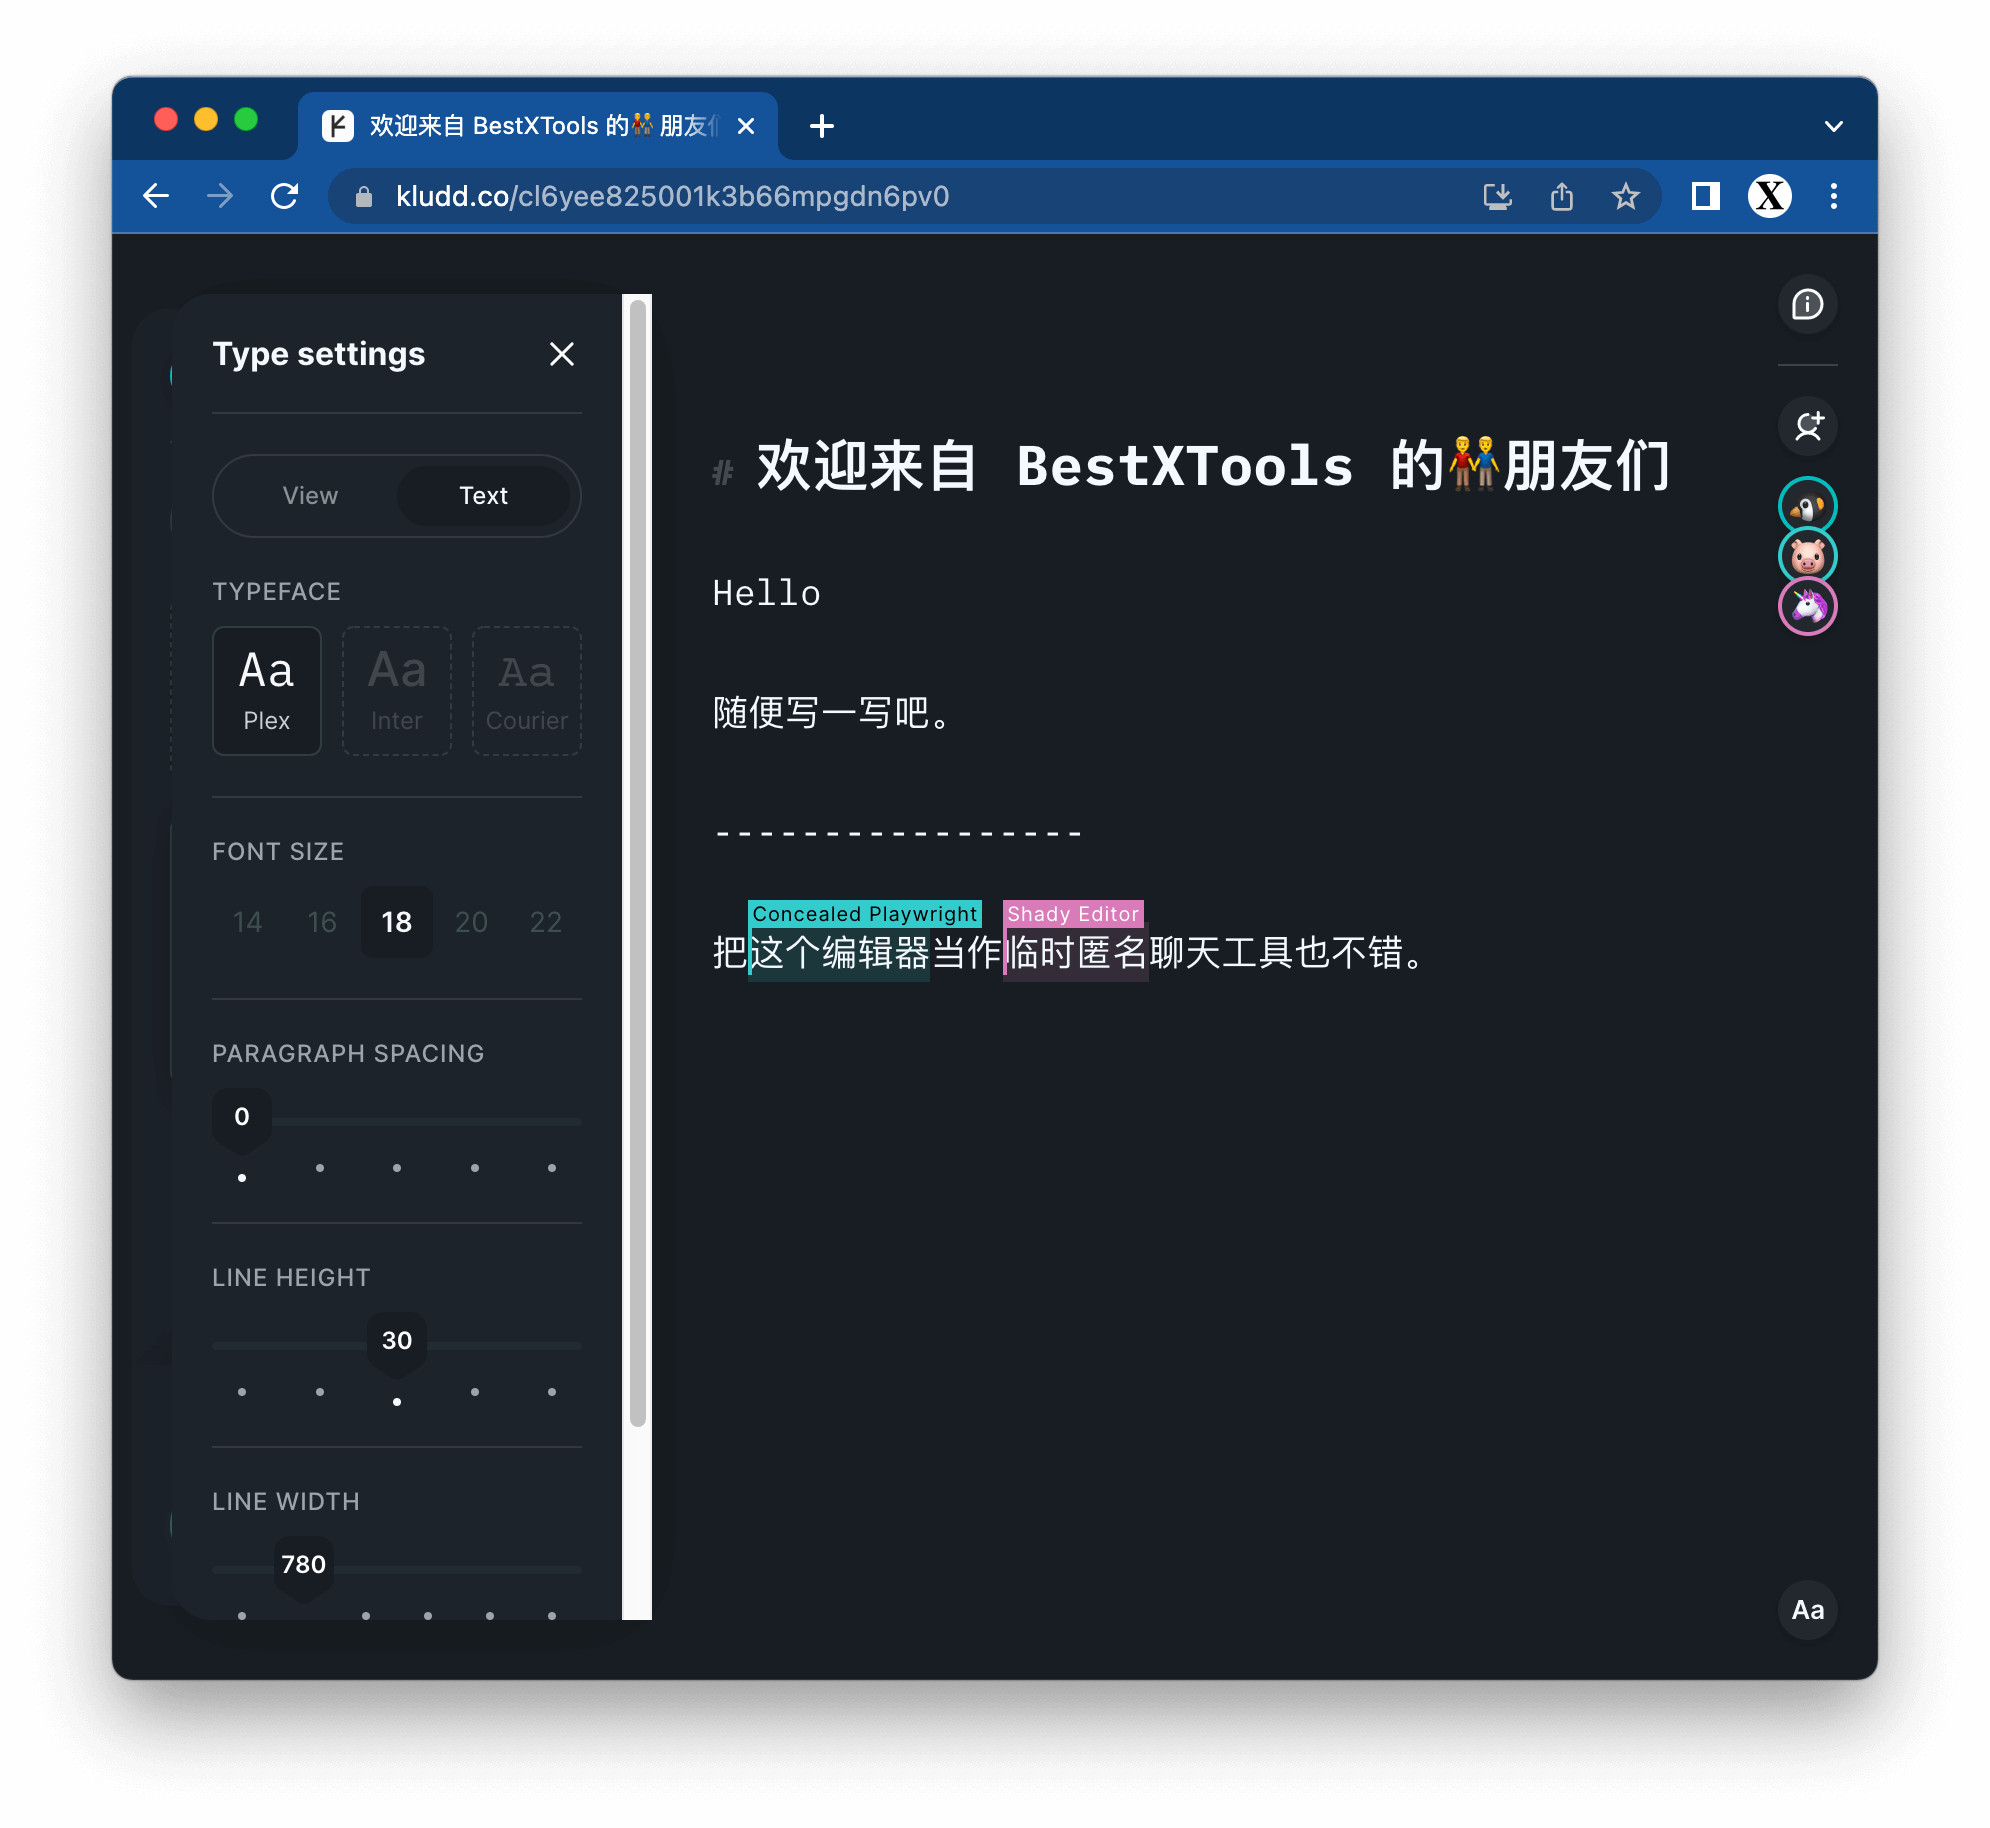 欢迎来自 BestXTools 的👬朋友们
kludd.co/cl6yee825001k3b66mpgdn6pv0
X
Type settings
View Text
TYPEFACE
Aa Aa Aa
Plex Inter Courier
FONT SIZE
14 16 18 20 22
PARAGRAPH SPACING
0
LINE HEIGHT
30
LINE WIDTH
780
# 欢迎来自 BestXTools 的👬朋友们
Hello
随便写一写吧。
-----------------
Concealed Playwright Shady Editor
把这个编辑器当作临时匿名聊天工具也不错。
Aa